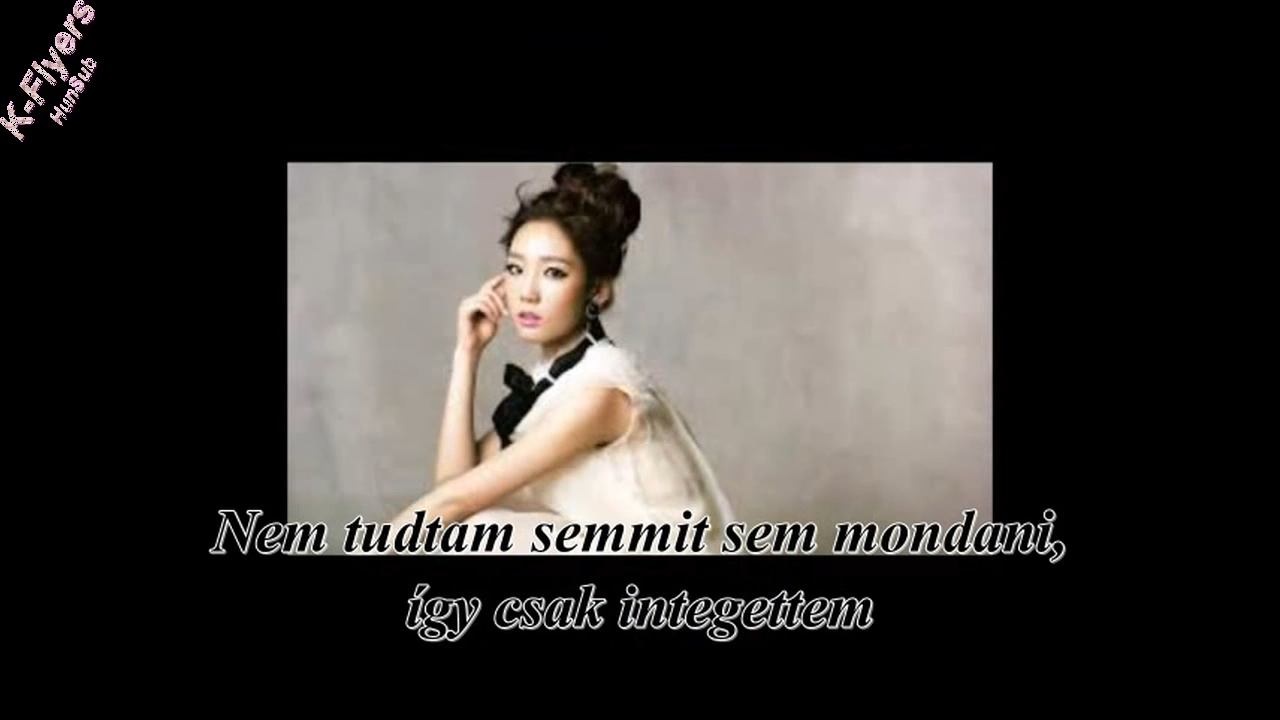 K-Flyers
HunSub
Nem tudtam semmit sem mondani,
így csak integettem